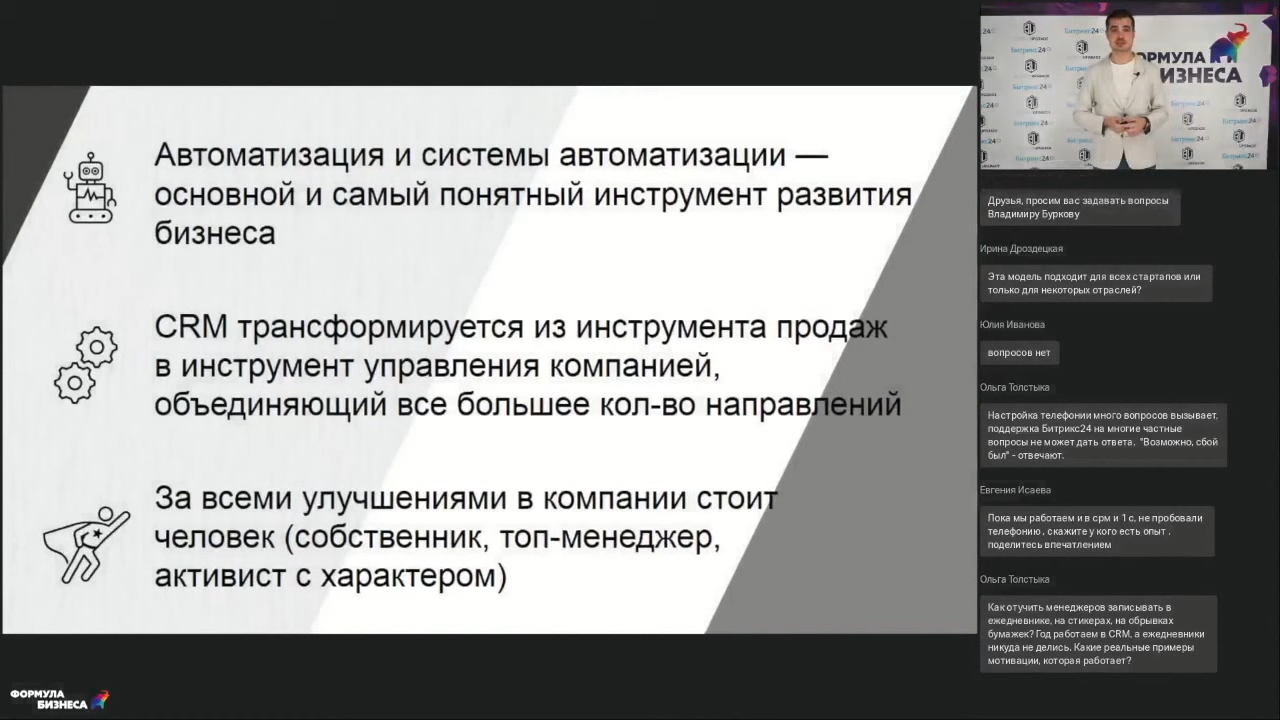 Автоматизация и системы автоматизации —
основной и самый понятный инструмент развития
бизнеса
CRM трансформируется из инструмента продаж
в инструмент управления компанией,
объединяющий все большее кол-во направлений
За всеми улучшениями в компании стоит
человек (собственник, топ-менеджер,
активист с характером)
ФОРМУЛА
БИЗНЕСА
Битрикс24
ОРМУЛА
ИЗНЕСА
Друзья, просим вас задавать вопросы
Владимиру Буркову
Ирина Дроздецкая
Эта модель подходит для всех стартапов или
только для некоторых отраслей?
Юлия Иванова
вопросов нет
Ольга Толстыка
Настройка телефонии много вопросов вызывает,
поддержка Битрикс24 на многие частные
вопросы не может дать ответа. "Возможно, сбой
был" - отвечают.
Евгения Исаева
Пока мы работаем и в срм и 1 с, не пробовали
телефонию , скажите у кого есть опыт .
поделитесь впечатлением
Ольга Толстыка
Как отучить менеджеров записывать в
ежедневнике, на стикерах, на обрывках
бумажек? Год работаем в CRM, а ежедневники
никуда не делись. Какие реальные примеры
мотивации, которая работает?